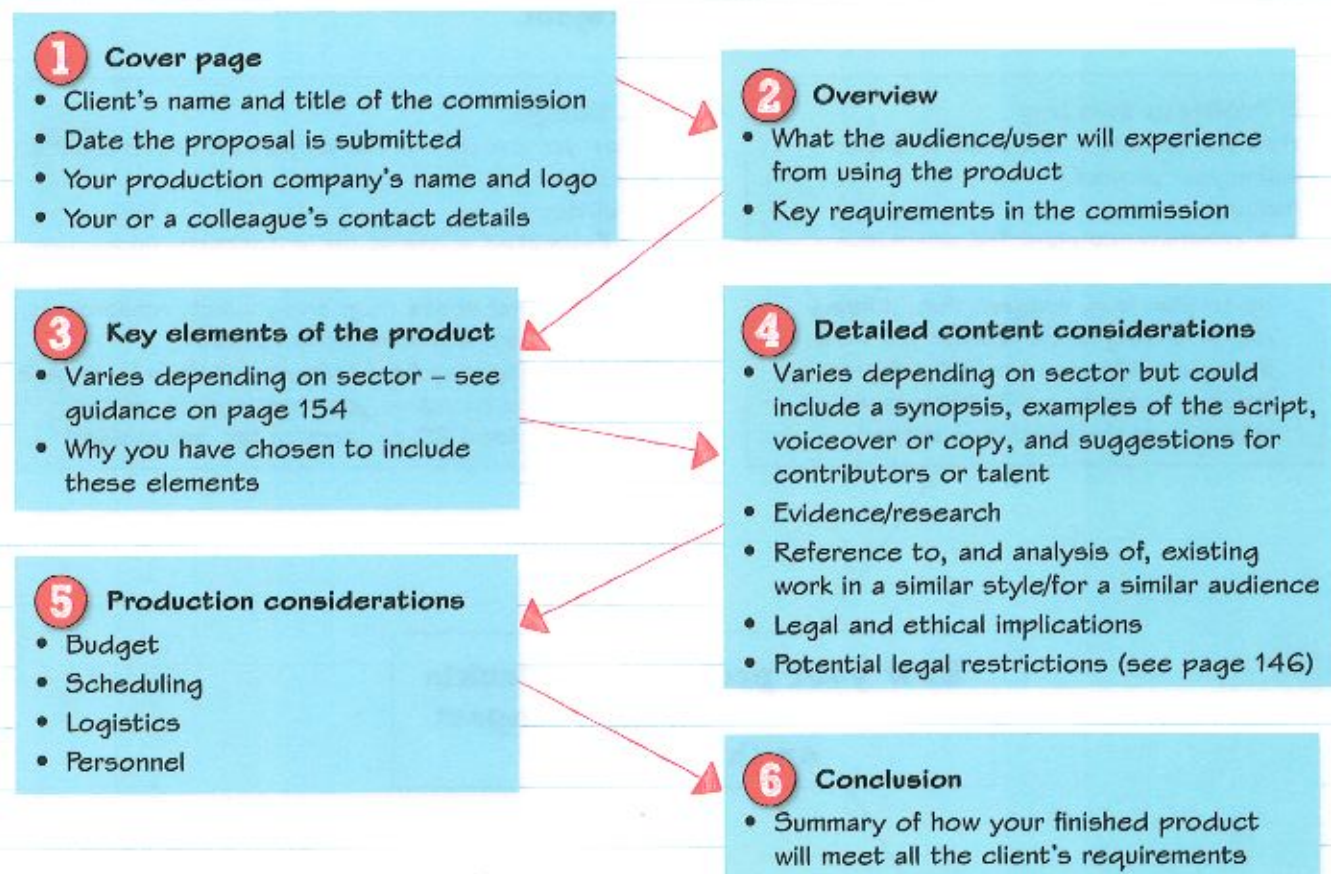 1 Cover page
• Client's name and title of the commission
• Date the proposal is submitted
• Your production company's name and logo
• Your or a colleague's contact details
2 Overview
• What the audience/user will experience
from using the product
• Key requirements in the commission
3 Key elements of the product
• Varies depending on sector – see
guidance on page 154
• Why you have chosen to include
these elements
4 Detailed content considerations
• Varies depending on sector but could
include a synopsis, examples of the script,
voiceover or copy, and suggestions for
contributors or talent
• Evidence/research
• Reference to, and analysis of, existing
work in a similar style/for a similar audience
• Legal and ethical implications
• Potential legal restrictions (see page 146)
5 Production considerations
• Budget
• Scheduling
• Logistics
• Personnel
6 Conclusion
• Summary of how your finished product
will meet all the client's requirements